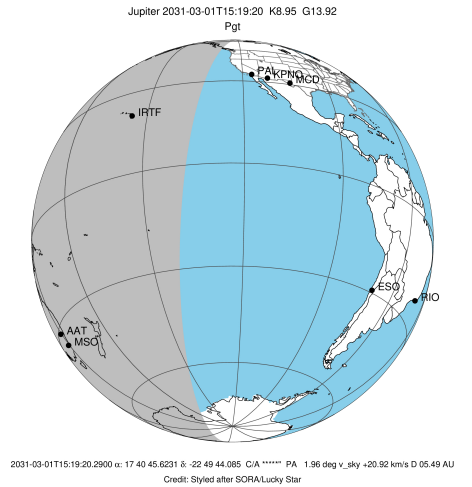 Jupiter 2031-03-01T15:19:20 K8.95 G13.92
Pgt
PAL
KPNO
MCD
IRTF
ESO
RIO
AAT
MSO
2031-03-01T15:19:20.2900 α: 17 40 45.6231 δ: -22 49 44.085 C/A *****" PA 1.96 deg v_sky +20.92 km/s D 05.49 AU
Credit: Styled after SORA/Lucky Star